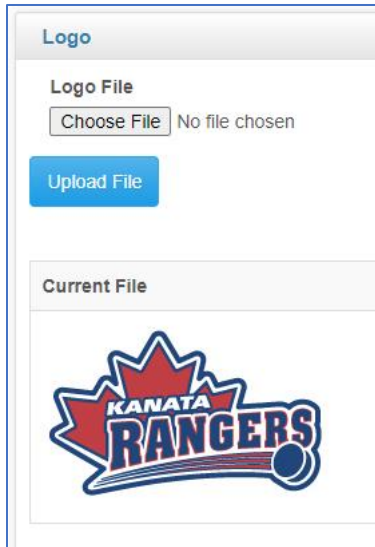 Logo
Logo File
Choose File No file chosen
Upload File
Current File
KANATA
RANGERS